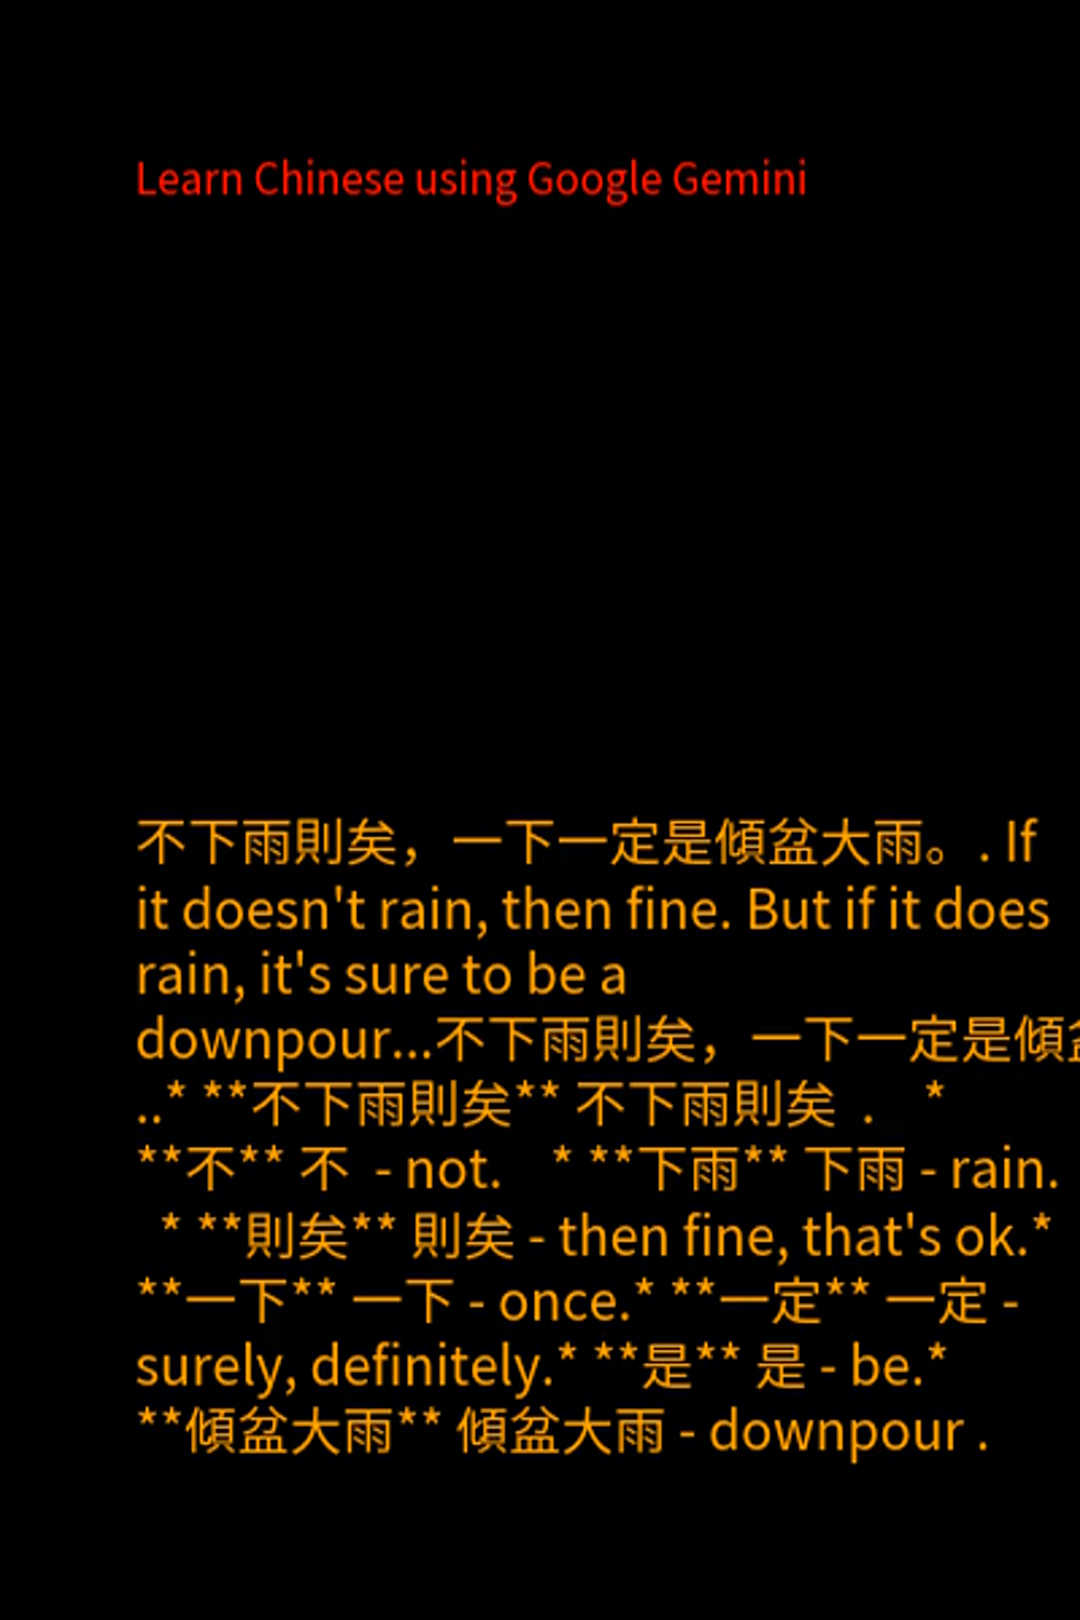 Learn Chinese using Google Gemini
不下雨則矣，一下一定是傾盆大雨。. If
it doesn't rain, then fine. But if it does
rain, it's sure to be a
downpour...不下雨則矣，一下一定是傾盆
..* **不下雨則矣** 不下雨則矣 . *
**不** 不 - not. * **下雨** 下雨 - rain.
* **則矣** 則矣 - then fine, that's ok.*
**一下** 一下 - once.* **一定** 一定 -
surely, definitely.* **是** 是 - be.*
**傾盆大雨** 傾盆大雨 - downpour .